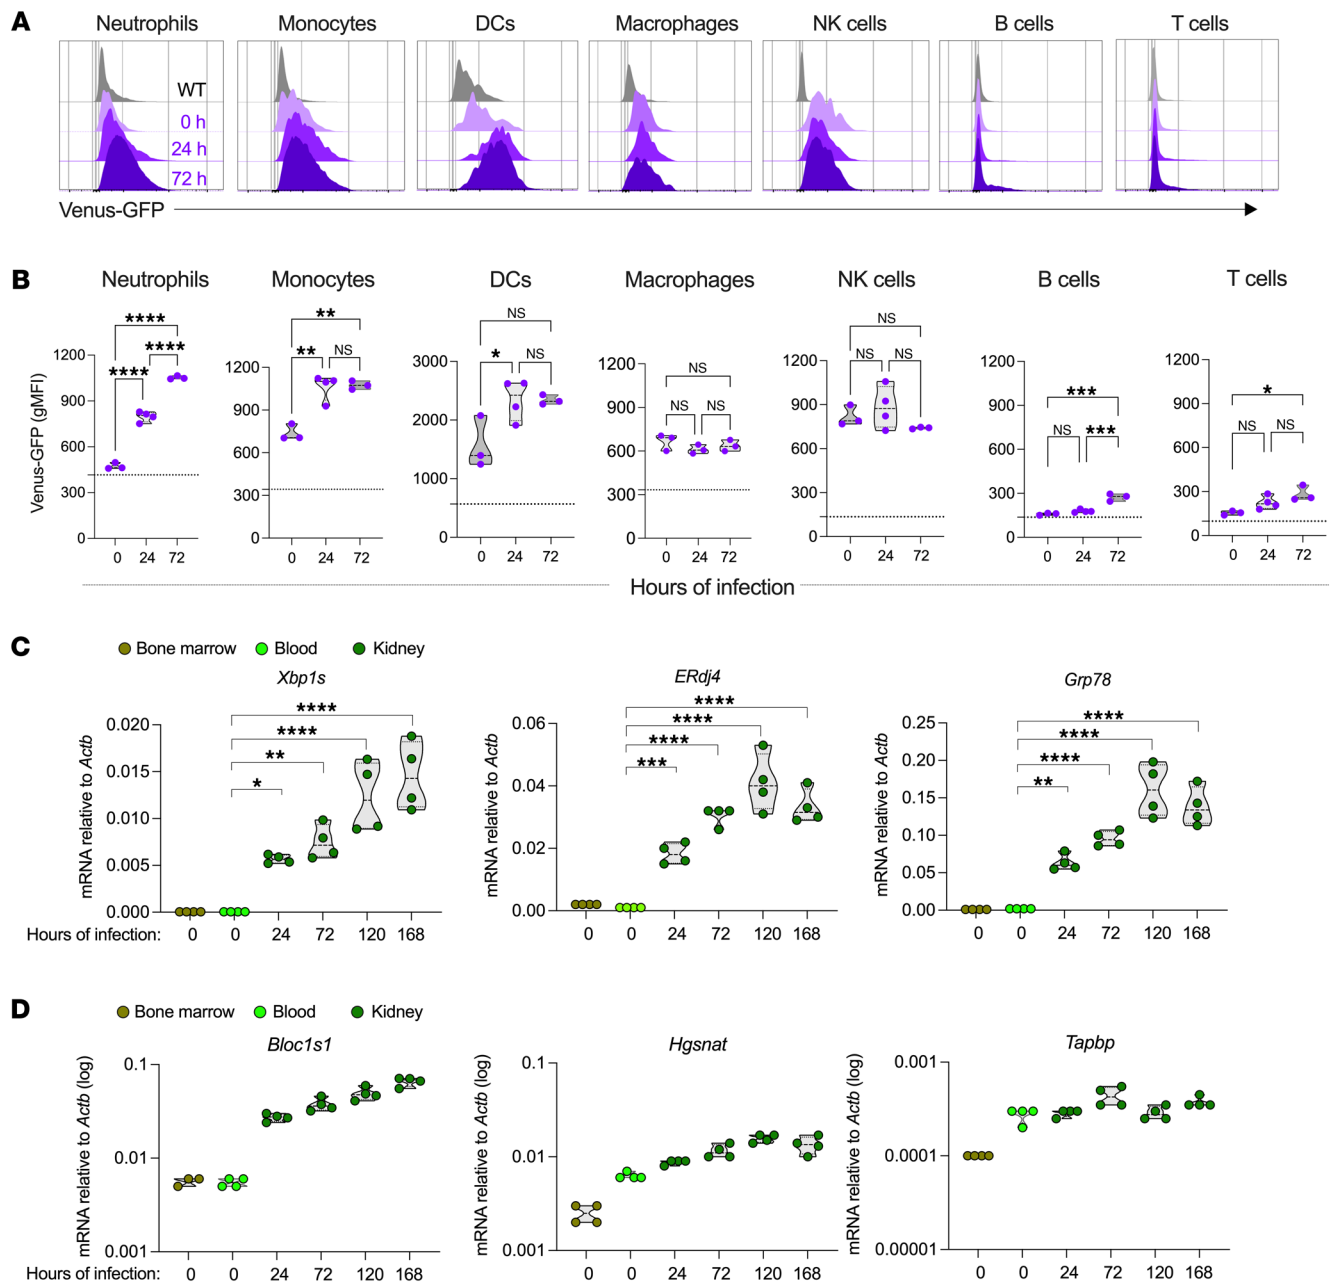 A
Neutrophils Monocytes DCs Macrophages NK cells B cells T cells
WT
0 h
24 h
72 h
Venus-GFP
B
Neutrophils Monocytes DCs Macrophages NK cells B cells T cells
Venus-GFP (gMFI)
**** **** ****
1200
900
600
300
0
0 24 72
** ** NS
1200
900
600
300
0
0 24 72
NS * NS
3000
2000
1000
0
0 24 72
NS NS NS
1200
900
600
300
0
0 24 72
NS NS NS
1200
900
600
300
0
0 24 72
*** NS ***
1200
900
600
300
0
0 24 72
* NS NS
1200
900
600
300
0
0 24 72
Hours of infection
C
Bone marrow Blood Kidney
Xbp1s
mRNA relative to Actb
****
****
**
*
0.020
0.015
0.010
0.005
0.000
Hours of infection: 0 0 24 72 120 168
ERdj4
mRNA relative to Actb
****
****
****
***
0.06
0.04
0.02
0.00
0 0 24 72 120 168
Grp78
mRNA relative to Actb
****
****
****
**
0.25
0.20
0.15
0.10
0.05
0.00
0 0 24 72 120 168
D
Bone marrow Blood Kidney
Bloc1s1
mRNA relative to Actb (log)
0.1
0.01
0.001
Hours of infection: 0 0 24 72 120 168
Hgsnat
mRNA relative to Actb (log)
0.1
0.01
0.001
0 0 24 72 120 168
Tapbp
mRNA relative to Actb (log)
0.001
0.0001
0.00001
0 0 24 72 120 168